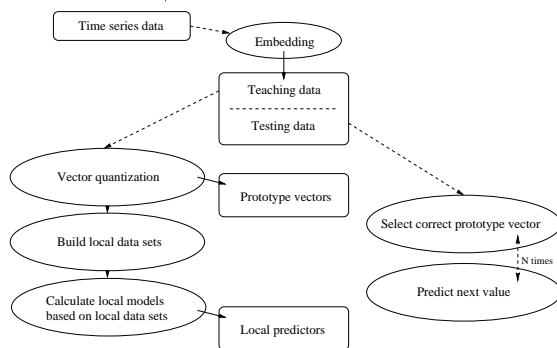 Time series data
Embedding
Teaching data
Testing data
Vector quantization
Prototype vectors
Select correct prototype vector
Build local data sets
N times
Predict next value
Calculate local models
based on local data sets
Local predictors